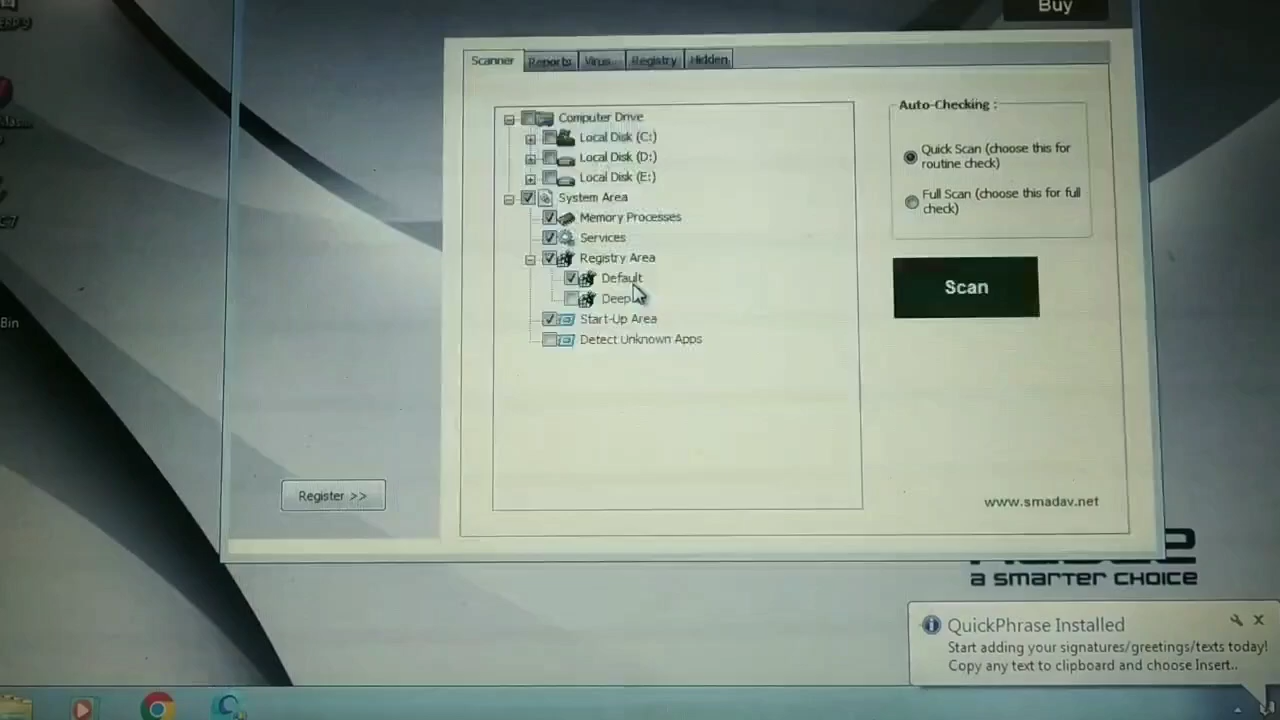 Buy
Scanner
Reports
Virus...
Registry
Hidden
Computer Drive
Local Disk (C:)
Local Disk (D:)
Local Disk (E:)
System Area
Memory Processes
Services
Registry Area
Default
Deep
Start-Up Area
Detect Unknown Apps
Auto-Checking :
Quick Scan (choose this for
routine check)
Full Scan (choose this for full
check)
Scan
Register >>
www.smadav.net
a smarter choice
QuickPhrase Installed
Start adding your signatures/greetings/texts today!
Copy any text to clipboard and choose Insert..
Bin